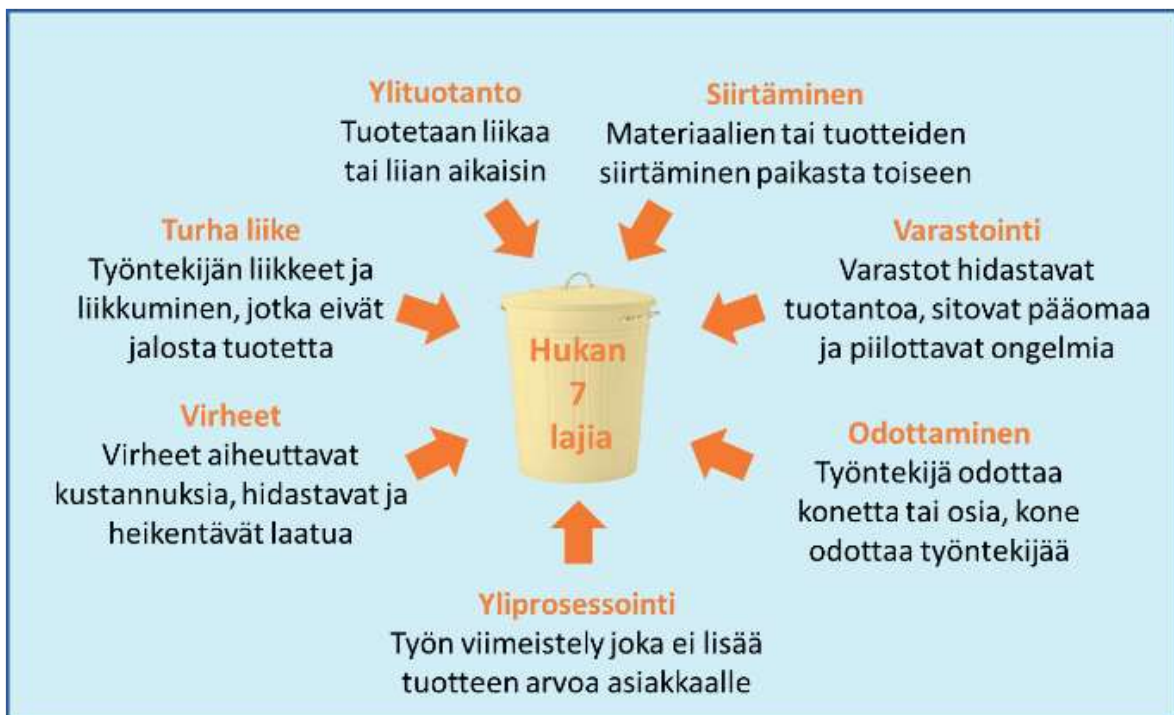 Ylituotanto
Tuotetaan liikaa
tai liian aikaisin
Siirtäminen
Materiaalien tai tuotteiden
siirtäminen paikasta toiseen
Turha liike
Työntekijän liikkeet ja
liikkuminen, jotka eivät
jalosta tuotetta
Varastointi
Varastot hidastavat
tuotantoa, sitovat pääomaa
ja piilottavat ongelmia
Hukan
7
lajia
Virheet
Virheet aiheuttavat
kustannuksia, hidastavat ja
heikentävät laatua
Odottaminen
Työntekijä odottaa
konetta tai osia, kone
odottaa työntekijää
Yliprosessointi
Työn viimeistely joka ei lisää
tuotteen arvoa asiakkaalle